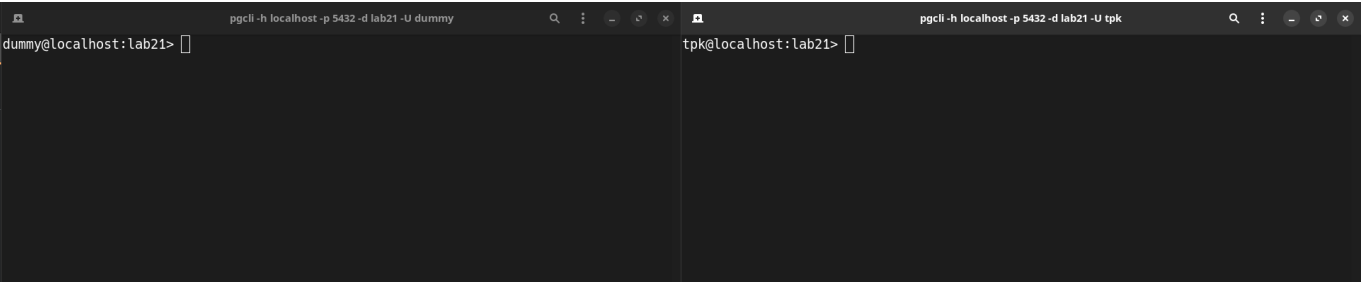 pgcli -h localhost -p 5432 -d lab21 -U dummy
dummy@localhost:lab21>
pgcli -h localhost -p 5432 -d lab21 -U tpk
tpk@localhost:lab21>